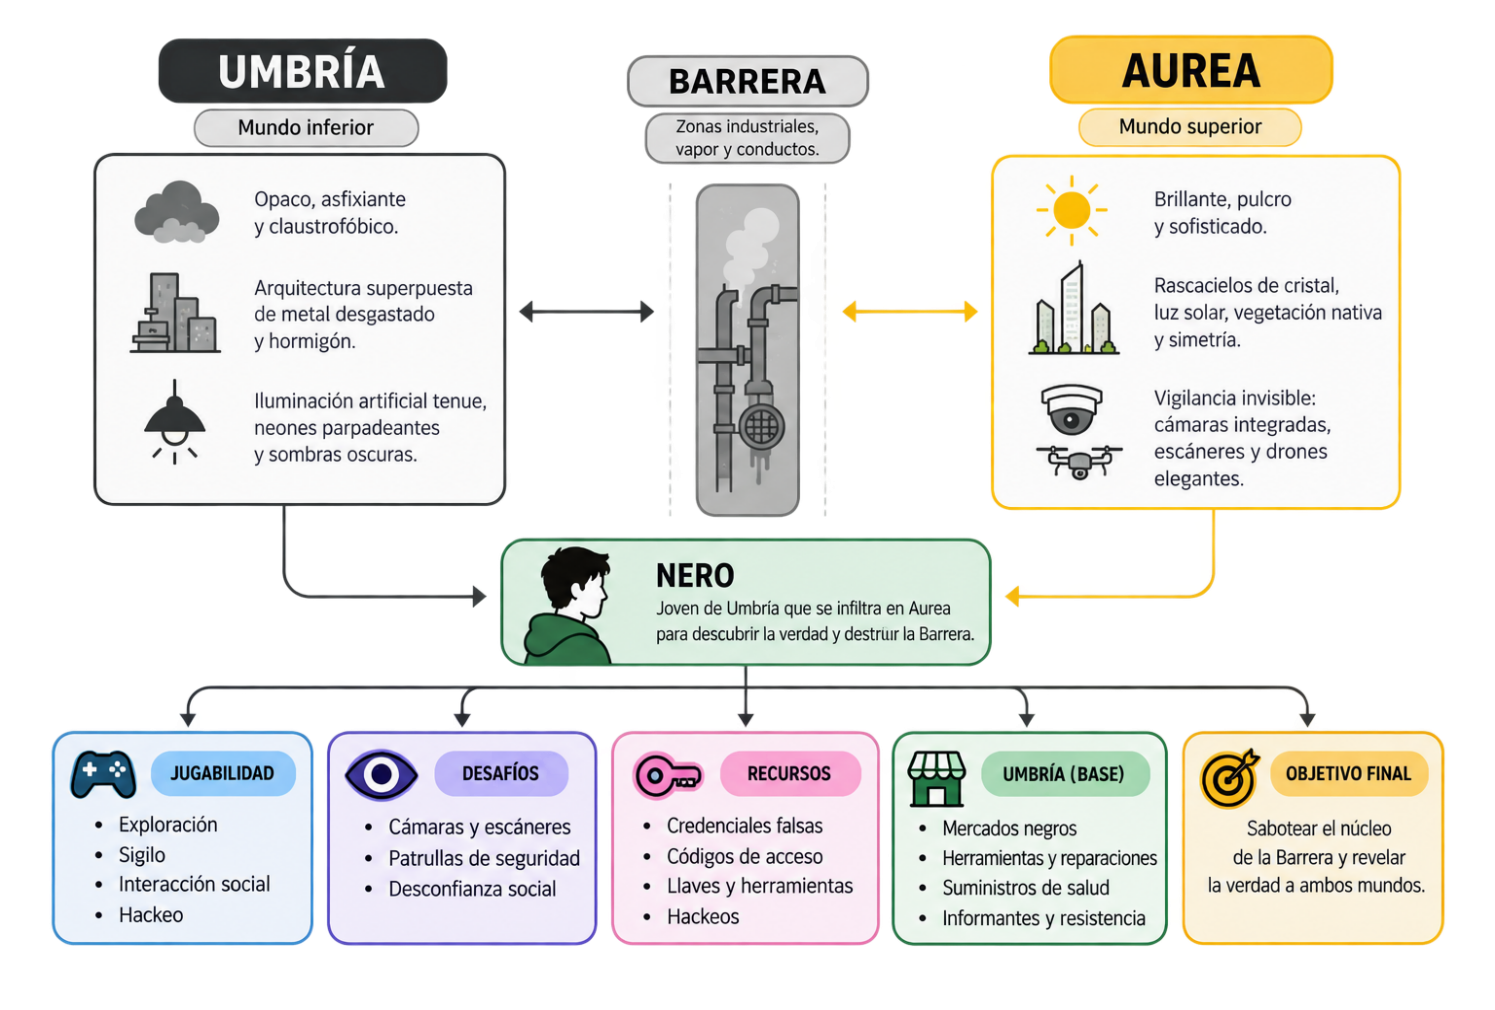 UMBRÍA
Mundo inferior
Opaco, asfixiante
y claustrofóbico.
Arquitectura superpuesta
de metal desgastado
y hormigón.
Iluminación artificial tenue,
neones parpadeantes
y sombras oscuras.
BARRERA
Zonas industriales,
vapor y conductos.
AUREA
Mundo superior
Brillante, pulcro
y sofisticado.
Rascacielos de cristal,
luz solar, vegetación nativa
y simetría.
Vigilancia invisible:
cámaras integradas,
escáneres y drones
elegantes.
NERO
Joven de Umbría que se infiltra en Aurea
para descubrir la verdad y destruir la Barrera.
JUGABILIDAD
• Exploración
• Sigilo
• Interacción social
• Hackeo
DESAFÍOS
• Cámaras y escáneres
• Patrullas de seguridad
• Desconfianza social
RECURSOS
• Credenciales falsas
• Códigos de acceso
• Llaves y herramientas
• Hackeos
UMBRÍA (BASE)
• Mercados negros
• Herramientas y reparaciones
• Suministros de salud
• Informantes y resistencia
OBJETIVO FINAL
Sabotear el núcleo
de la Barrera y revelar
la verdad a ambos mundos.